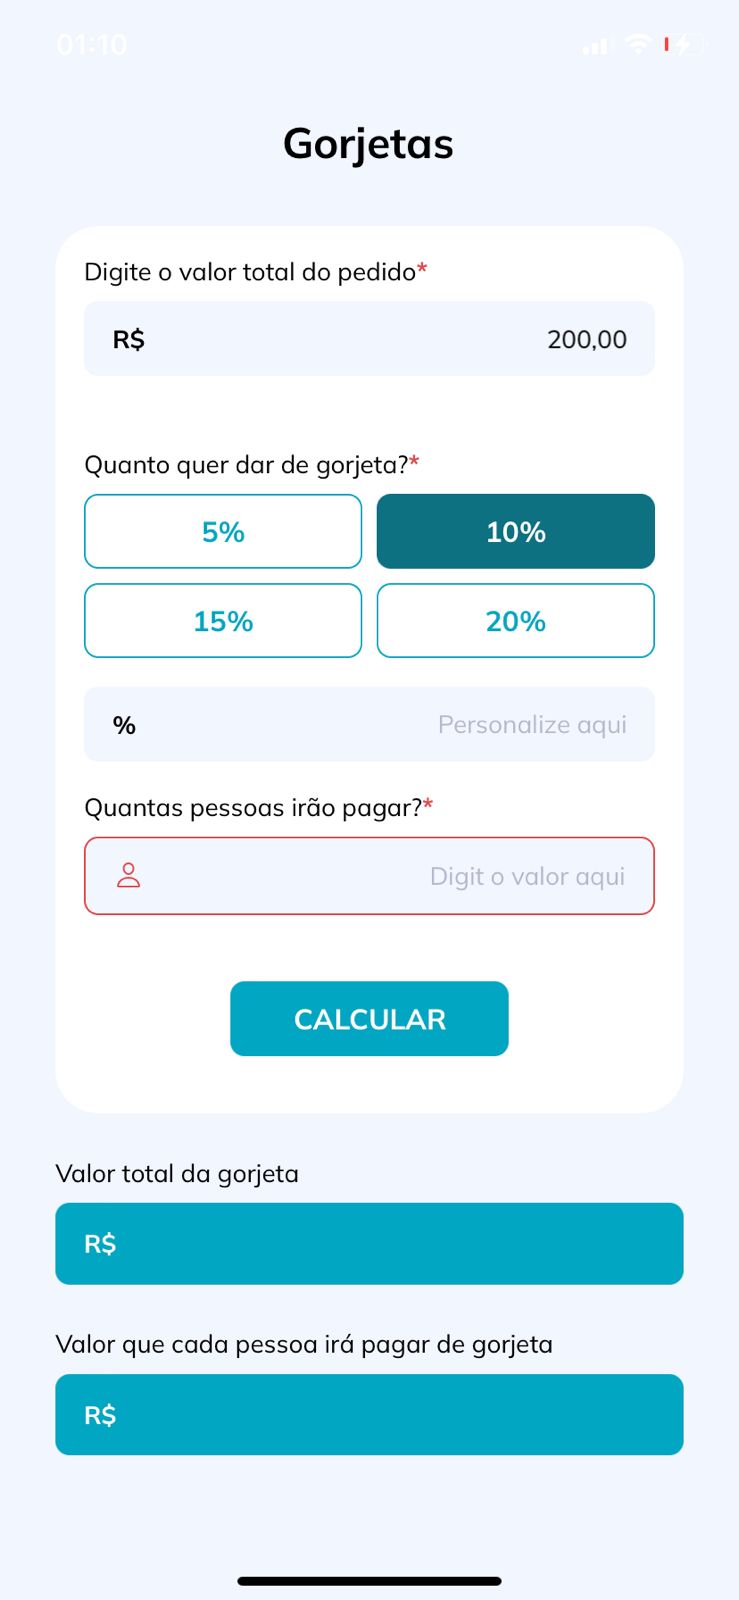 01:10
Gorjetas
Digite o valor total do pedido*
R$ 200,00
Quanto quer dar de gorjeta?*
5% 10%
15% 20%
% Personalize aqui
Quantas pessoas irão pagar?*
Digit o valor aqui
CALCULAR
Valor total da gorjeta
R$
Valor que cada pessoa irá pagar de gorjeta
R$